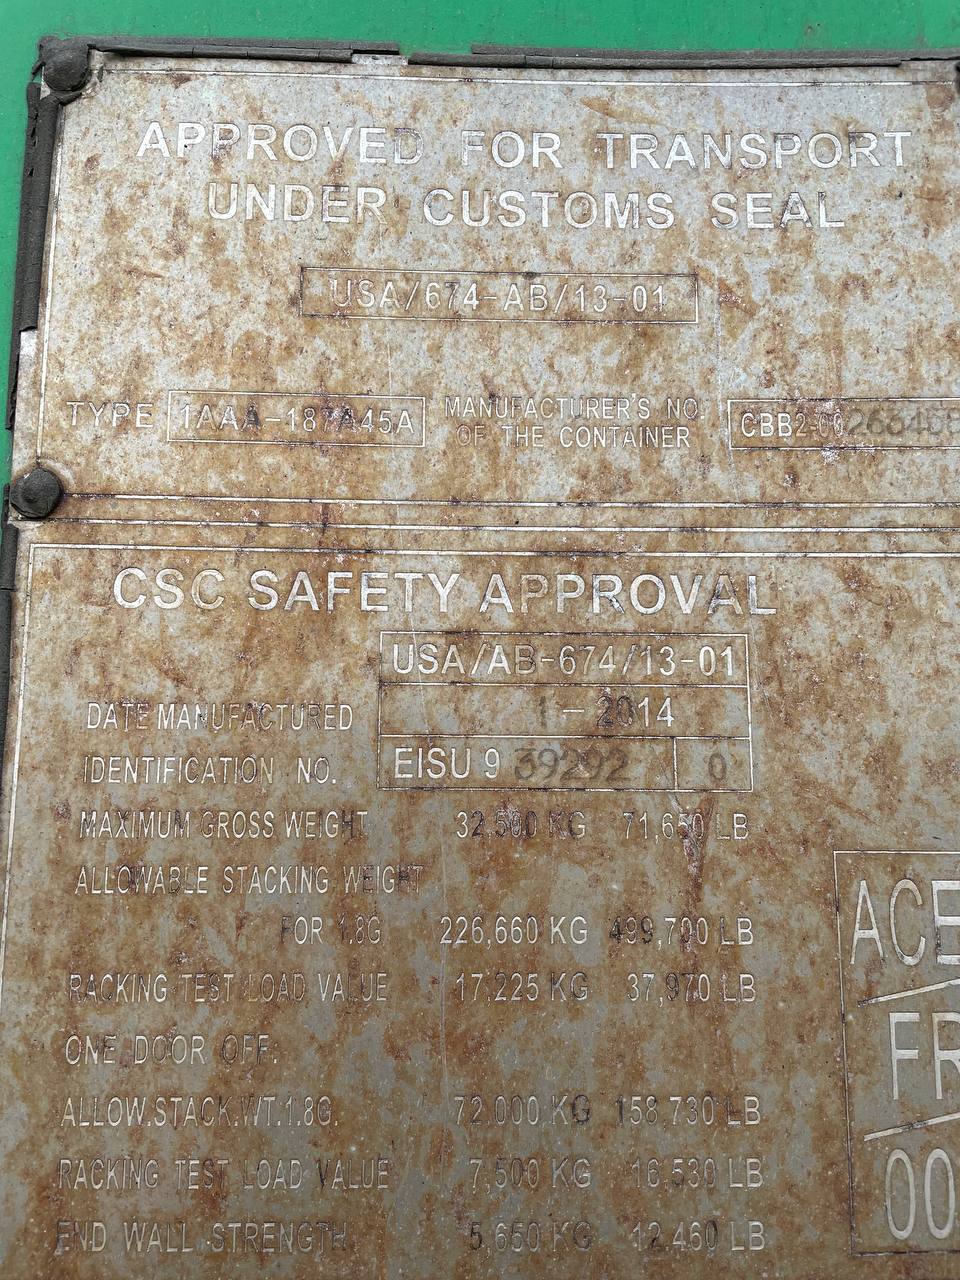 APPROVED FOR TRANSPORT
UNDER CUSTOMS SEAL
USA/674-AB/13-01
TYPE 1AAA-187A45A MANUFACTURER'S NO. OF THE CONTAINER
CSC SAFETY APPROVAL
USA/AB-674/13-01
DATE MANUFACTURED 1 - 2014
IDENTIFICATION NO. EISU 9 39292 0
MAXIMUM GROSS WEIGHT 32,500 KG 71,650 LB
ALLOWABLE STACKING WEIGHT
FOR 1.8G 226,660 KG 499,700 LB
RACKING TEST LOAD VALUE 17,225 KG 37,970 LB
ONE DOOR OFF:
ALLOW.STACK.WT.1.8G. 72,000 KG 158,730 LB
RACKING TEST LOAD VALUE 7,500 KG 16,530 LB
END WALL STRENGTH 5,650 KG 12,460 LB
ACE
FR
00